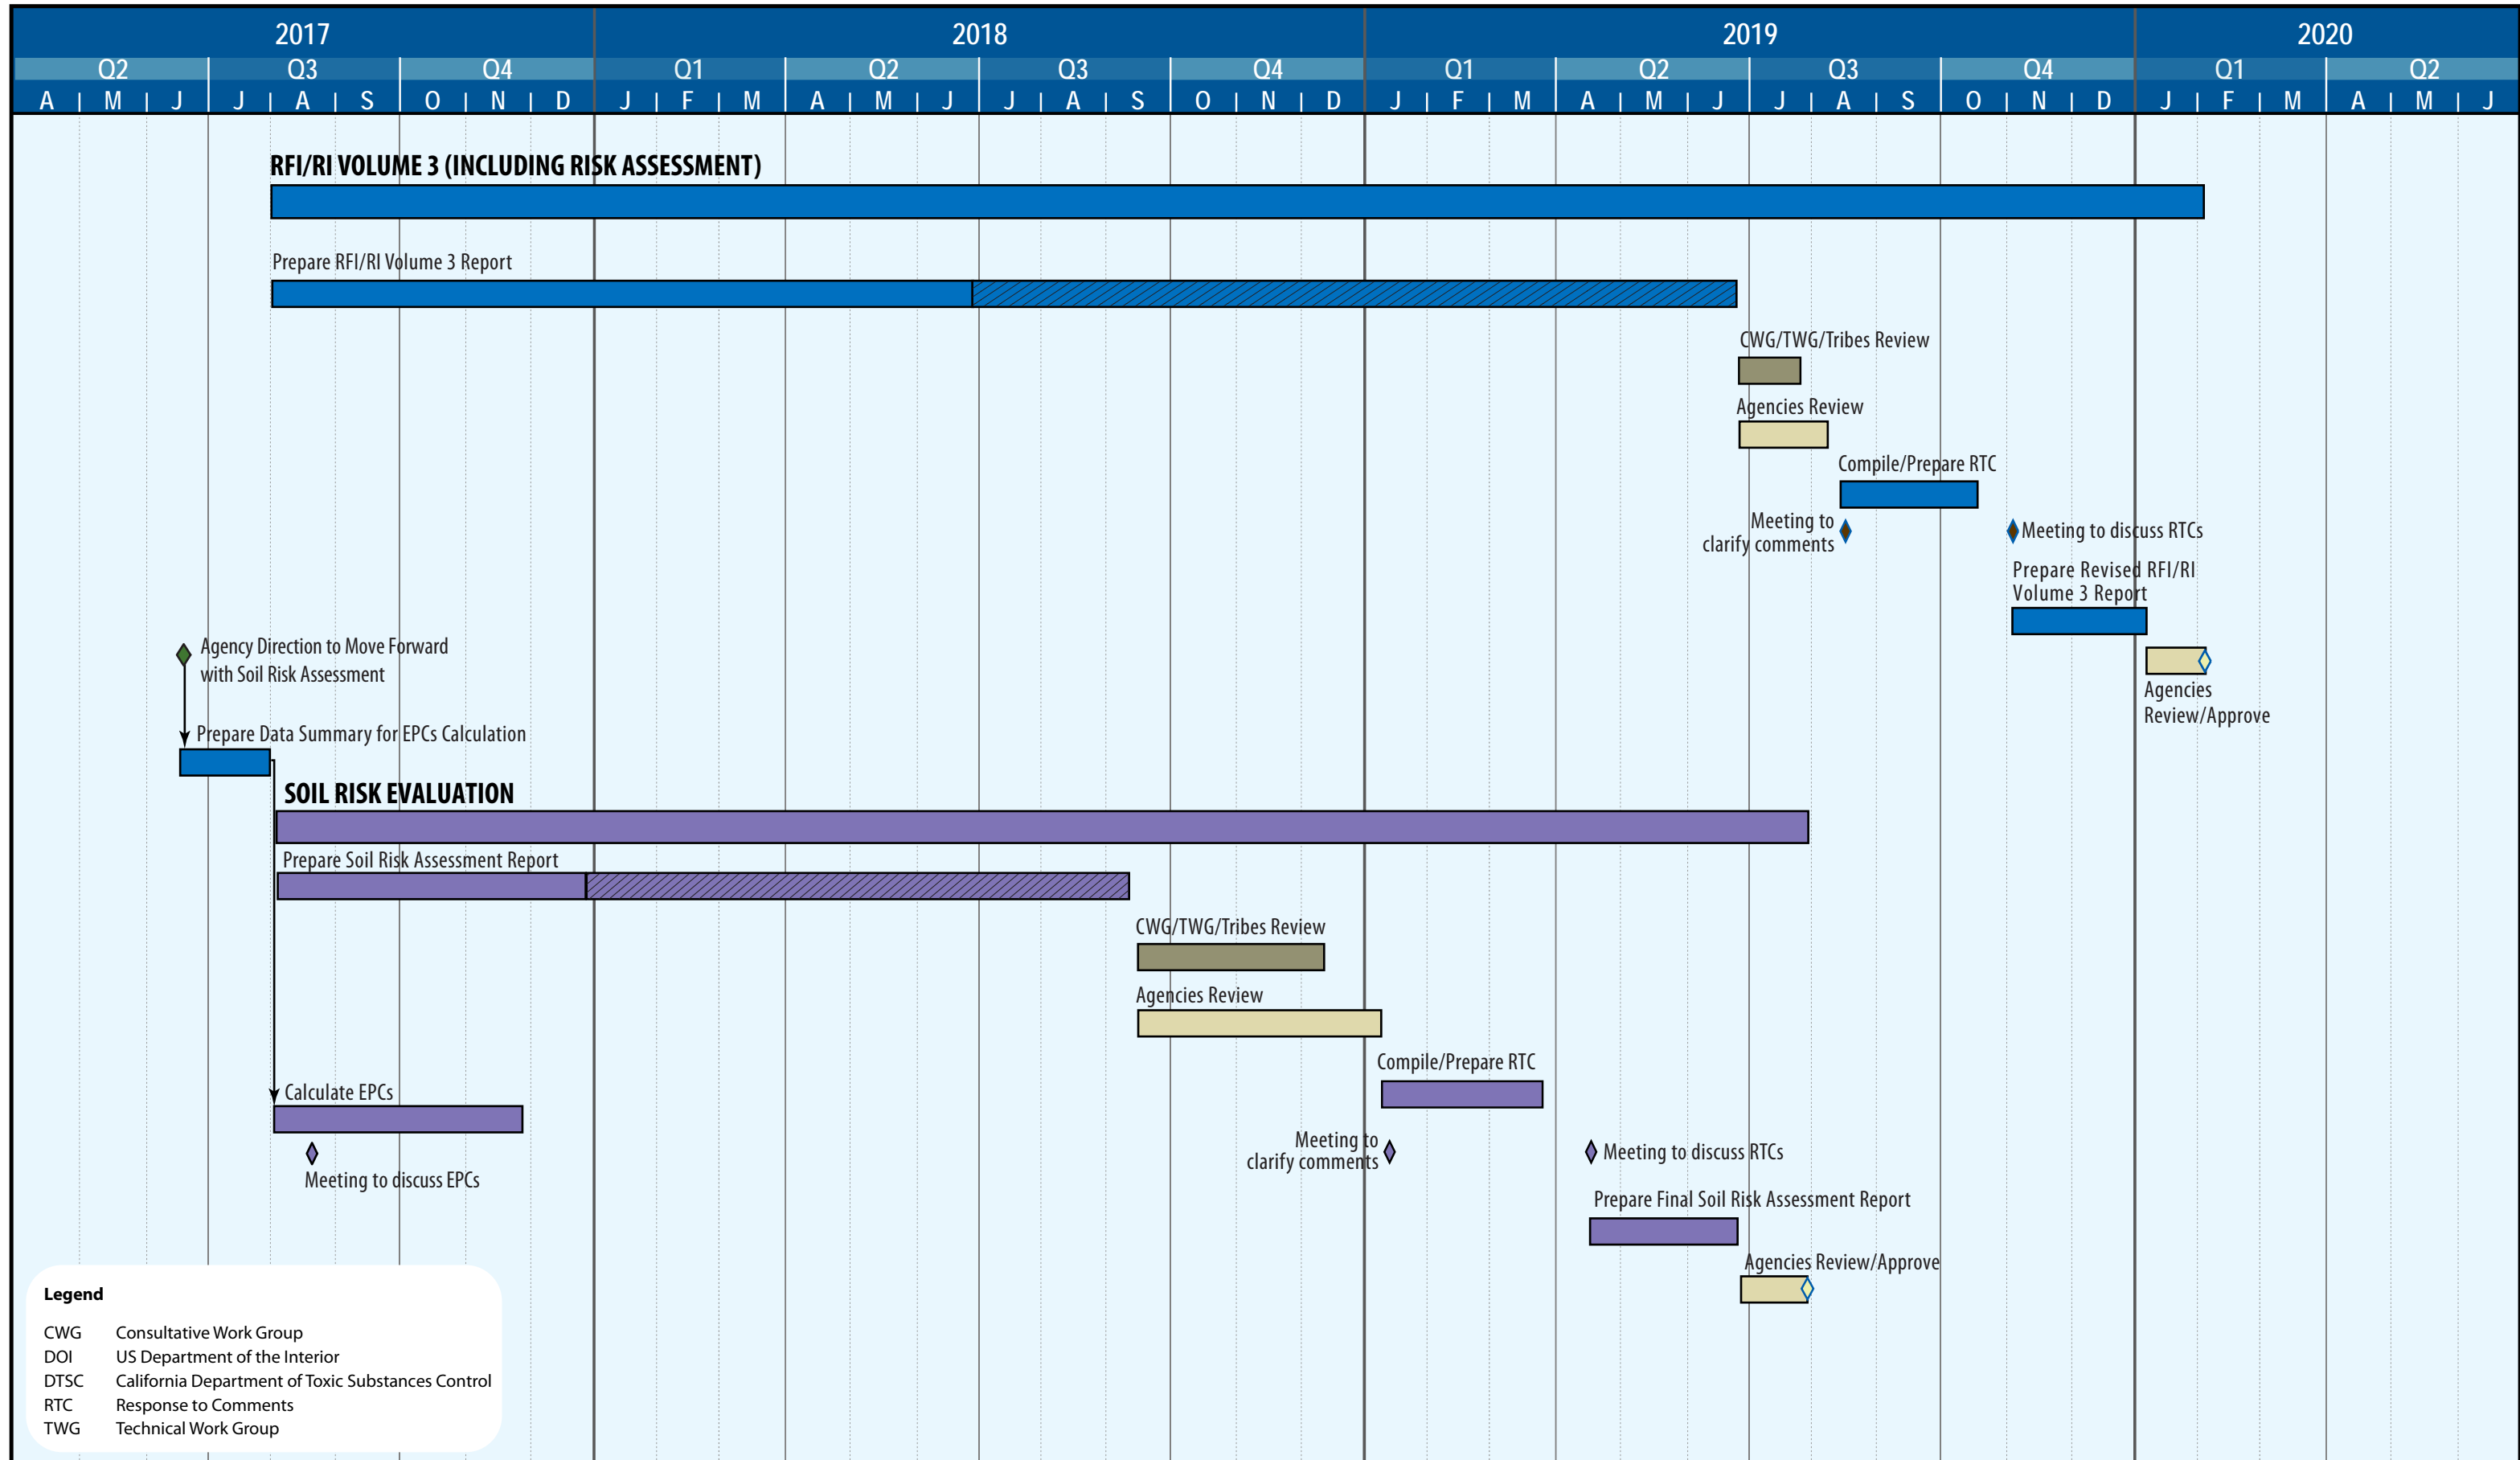 2017 2018 2019 2020
Q2 Q3 Q4 Q1 Q2 Q3 Q4 Q1 Q2 Q3 Q4 Q1 Q2
A M J J A S O N D J F M A M J J A S O N D J F M A M J J A S O N D J F M A M J
RFI/RI VOLUME 3 (INCLUDING RISK ASSESSMENT)
Prepare RFI/RI Volume 3 Report
CWG/TWG/Tribes Review
Agencies Review
Compile/Prepare RTC
Meeting to
clarify comments
Meeting to discuss RTCs
Prepare Revised RFI/RI
Volume 3 Report
Agency Direction to Move Forward
with Soil Risk Assessment
Agencies
Review/Approve
Prepare Data Summary for EPCs Calculation
SOIL RISK EVALUATION
Prepare Soil Risk Assessment Report
CWG/TWG/Tribes Review
Agencies Review
Compile/Prepare RTC
Calculate EPCs
Meeting to
clarify comments
Meeting to discuss RTCs
Meeting to discuss EPCs
Prepare Final Soil Risk Assessment Report
Agencies Review/Approve
Legend
CWG Consultative Work Group
DOI US Department of the Interior
DTSC California Department of Toxic Substances Control
RTC Response to Comments
TWG Technical Work Group